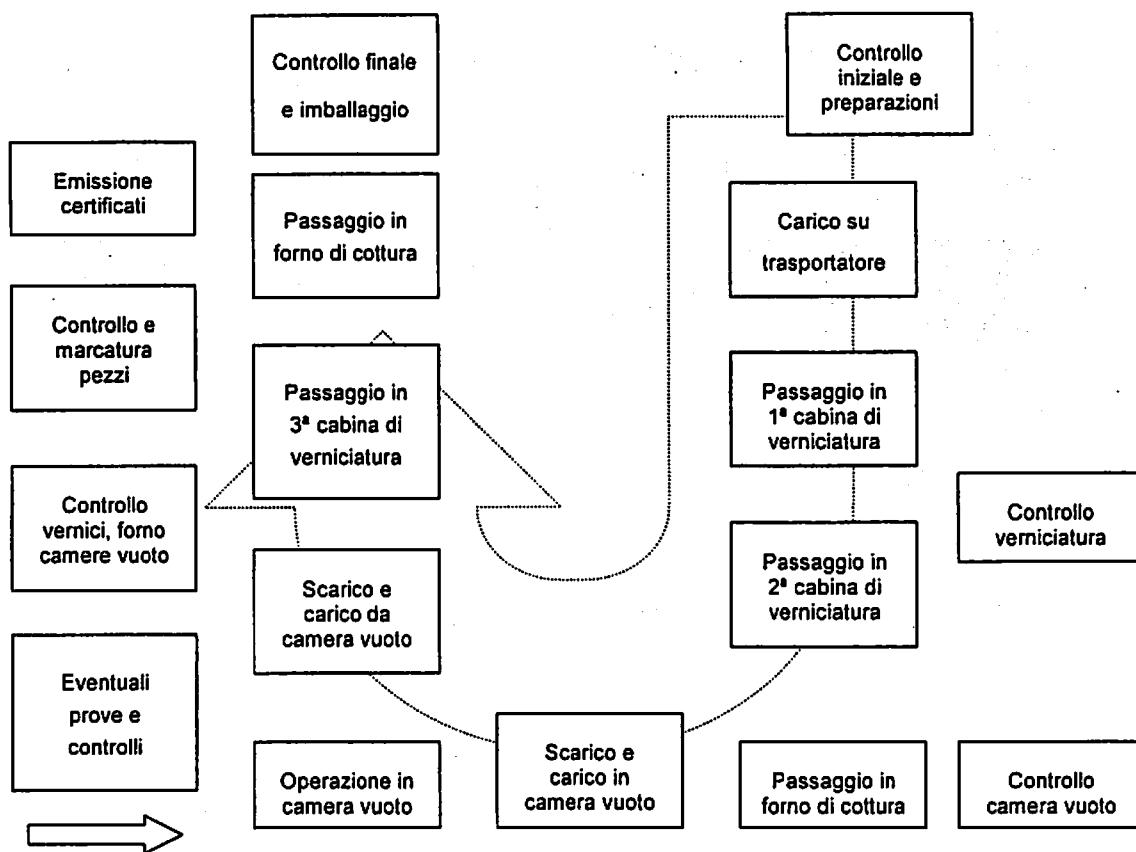 Controllo finale
e imballaggio
Controllo
iniziale e
preparazioni
Emissione
certificati
Passaggio in
forno di cottura
Carico su
trasportatore
Controllo e
marcatura
pezzi
Passaggio in
3ª cabina di
verniciatura
Passaggio in
1ª cabina di
verniciatura
Controllo
vernici, forno
camere vuoto
Controllo
verniciatura
Scarico e
carico da
camera vuoto
Passaggio in
2ª cabina di
verniciatura
Eventuali
prove e
controlli
Operazione in
camera vuoto
Scarico e
carico in
camera vuoto
Passaggio in
forno di cottura
Controllo
camera vuoto